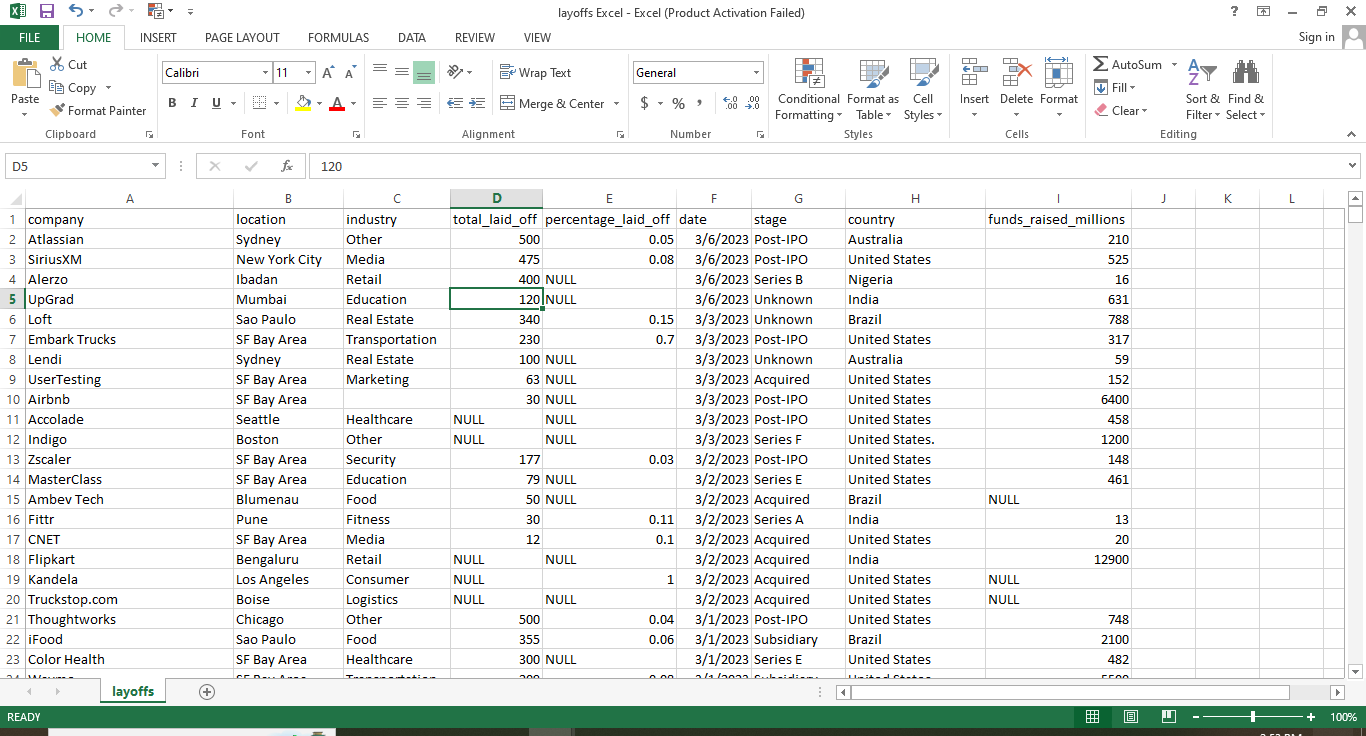 layoffs Excel - Excel (Product Activation Failed)
FILE HOME INSERT PAGE LAYOUT FORMULAS DATA REVIEW VIEW Sign in
Cut
Copy
Format Painter
Paste
Clipboard
Calibri 11
B I U
Font
Wrap Text
Merge & Center
Alignment
General
$ % ,
Number
Conditional Formatting
Format as Table
Cell Styles
Styles
Insert Delete Format
Cells
AutoSum
Fill
Clear
Sort & Filter
Find & Select
Editing
D5 fx 120
A B C D E F G H I J K L
1 company location industry total_laid_off percentage_laid_off date stage country funds_raised_millions
2 Atlassian Sydney Other 500 0.05 3/6/2023 Post-IPO Australia 210
3 SiriusXM New York City Media 475 0.08 3/6/2023 Post-IPO United States 525
4 Alerzo Ibadan Retail 400 NULL 3/6/2023 Series B Nigeria 16
5 UpGrad Mumbai Education 120 NULL 3/6/2023 Unknown India 631
6 Loft Sao Paulo Real Estate 340 0.15 3/3/2023 Unknown Brazil 788
7 Embark Trucks SF Bay Area Transportation 230 0.7 3/3/2023 Post-IPO United States 317
8 Lendi Sydney Real Estate 100 NULL 3/3/2023 Unknown Australia 59
9 UserTesting SF Bay Area Marketing 63 NULL 3/3/2023 Acquired United States 152
10 Airbnb SF Bay Area 30 NULL 3/3/2023 Post-IPO United States 6400
11 Accolade Seattle Healthcare NULL NULL 3/3/2023 Post-IPO United States 458
12 Indigo Boston Other NULL NULL 3/3/2023 Series F United States. 1200
13 Zscaler SF Bay Area Security 177 0.03 3/2/2023 Post-IPO United States 148
14 MasterClass SF Bay Area Education 79 NULL 3/2/2023 Series E United States 461
15 Ambev Tech Blumenau Food 50 NULL 3/2/2023 Acquired Brazil NULL
16 Fittr Pune Fitness 30 0.11 3/2/2023 Series A India 13
17 CNET SF Bay Area Media 12 0.1 3/2/2023 Acquired United States 20
18 Flipkart Bengaluru Retail NULL NULL 3/2/2023 Acquired India 12900
19 Kandela Los Angeles Consumer NULL 1 3/2/2023 Acquired United States NULL
20 Truckstop.com Boise Logistics NULL NULL 3/2/2023 Acquired United States NULL
21 Thoughtworks Chicago Other 500 0.04 3/1/2023 Post-IPO United States 748
22 iFood Sao Paulo Food 355 0.06 3/1/2023 Subsidiary Brazil 2100
23 Color Health SF Bay Area Healthcare 300 NULL 3/1/2023 Series E United States 482
layoffs
READY 100%